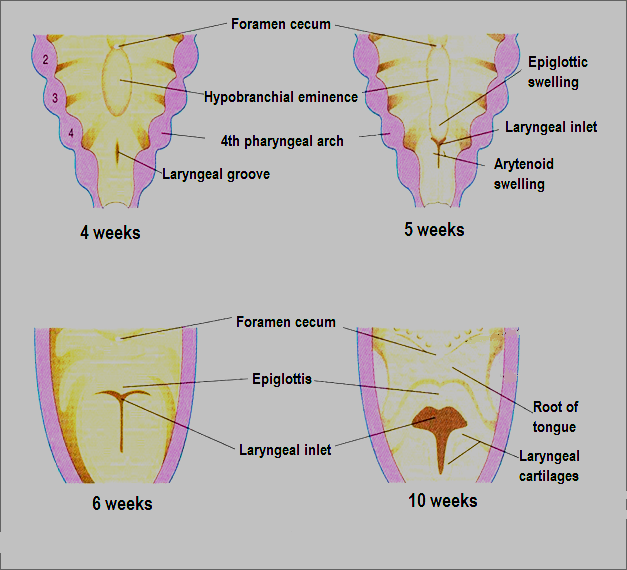 Foramen cecum
2
3
4
Hypobranchial eminence
Epiglottic
swelling
Laryngeal inlet
4th pharyngeal arch
Laryngeal groove
Arytenoid
swelling
4 weeks
5 weeks
Foramen cecum
Epiglottis
Root of
tongue
Laryngeal inlet
Laryngeal
cartilages
6 weeks
10 weeks